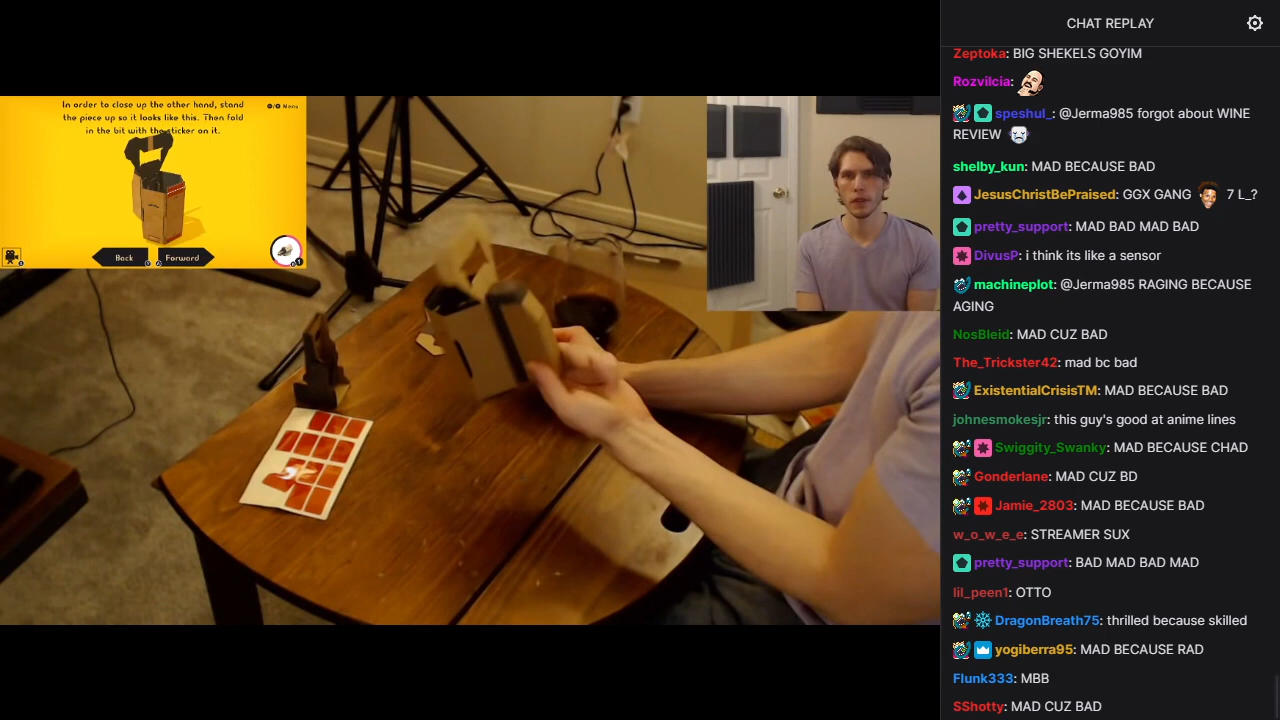 In order to close up the other hand, stand
the piece up so it looks like this. Then fold
in the bit with the sticker on it.
Menu
Back
Forward
CHAT REPLAY
Zeptoka: BIG SHEKELS GOYIM
Rozvilcia:
speshul_: @Jerma985 forgot about WINE
REVIEW
shelby_kun: MAD BECAUSE BAD
JesusChristBePraised: GGX GANG 7 L_?
pretty_support: MAD BAD MAD BAD
DivusP: i think its like a sensor
machineplot: @Jerma985 RAGING BECAUSE
AGING
NosBleid: MAD CUZ BAD
The_Trickster42: mad bc bad
ExistentialCrisisTM: MAD BECAUSE BAD
johnesmokesjr: this guy's good at anime lines
Swiggity_Swanky: MAD BECAUSE CHAD
Gonderlane: MAD CUZ BD
Jamie_2803: MAD BECAUSE BAD
w_o_w_e_e: STREAMER SUX
pretty_support: BAD MAD BAD MAD
lil_peen1: OTTO
DragonBreath75: thrilled because skilled
yogiberra95: MAD BECAUSE RAD
Flunk333: MBB
SShotty: MAD CUZ BAD